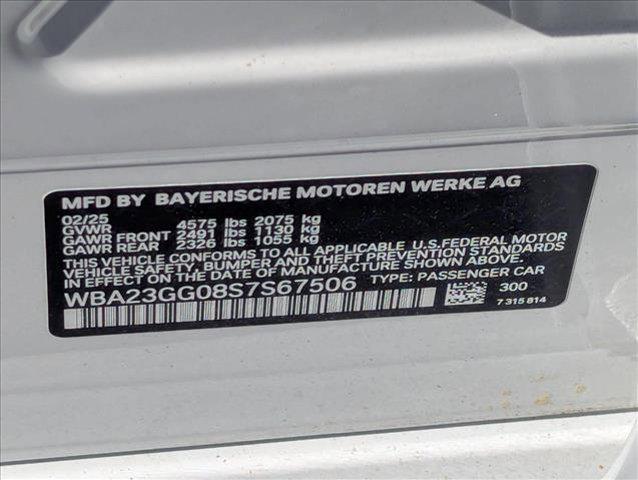 MFD BY BAYERISCHE MOTOREN WERKE AG
02/25
GVWR 4575 lbs 2075 kg
GAWR FRONT 2491 lbs 1130 kg
GAWR REAR 2326 lbs 1055 kg
THIS VEHICLE CONFORMS TO ALL APPLICABLE U.S.FEDERAL MOTOR
VEHICLE SAFETY, BUMPER, AND THEFT PREVENTION STANDARDS
IN EFFECT ON THE DATE OF MANUFACTURE SHOWN ABOVE.
WBA23GG08S7S67506 TYPE: PASSENGER CAR
300
7 315 814